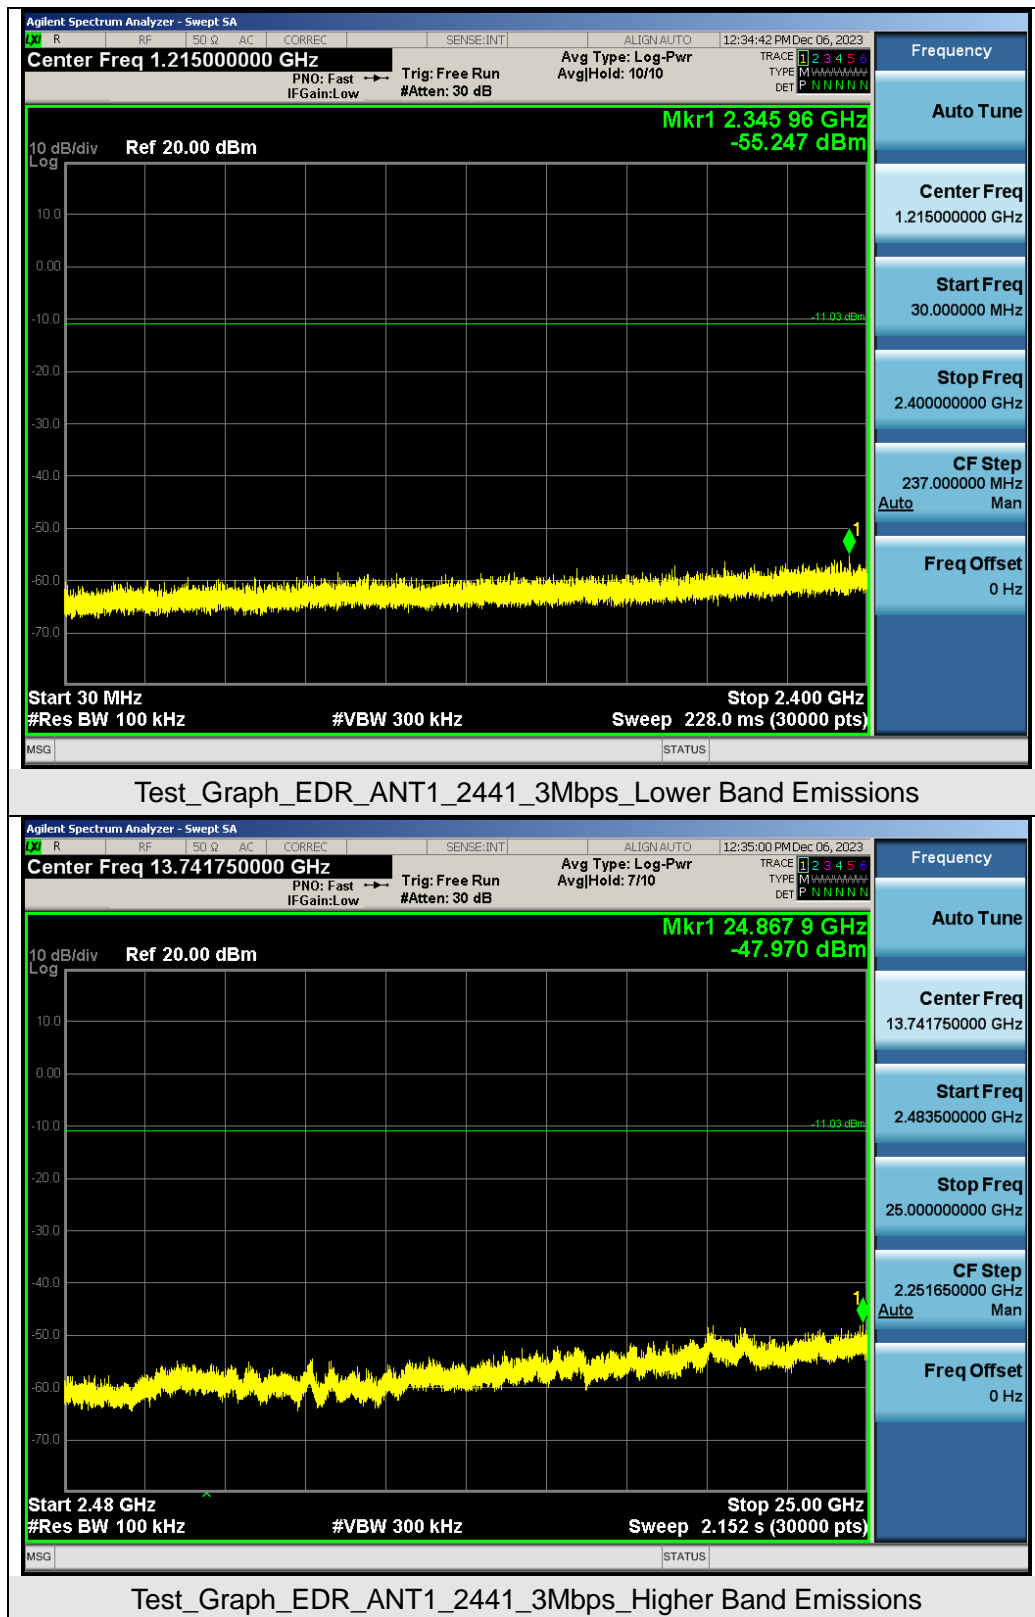 Agilent Spectrum Analyzer - Swept SA
LXI R RF 50 Ω AC CORREC SENSE:INT ALIGN AUTO 12:34:42 PM Dec 06, 2023
Center Freq 1.215000000 GHz
PNO: Fast
IFGain:Low
Trig: Free Run
#Atten: 30 dB
Avg Type: Log-Pwr
Avg|Hold: 10/10
TRACE 1 2 3 4 5 6
TYPE M WWWWW
DET P N N N N N
Mkr1 2.345 96 GHz
-55.247 dBm
10 dB/div Ref 20.00 dBm
Log
10.0
0.00
-10.0
-11.03 dBm
-20.0
-30.0
-40.0
-50.0
1
-60.0
-70.0
Start 30 MHz Stop 2.400 GHz
#Res BW 100 kHz #VBW 300 kHz Sweep 228.0 ms (30000 pts)
MSG STATUS
Frequency
Auto Tune
Center Freq
1.215000000 GHz
Start Freq
30.000000 MHz
Stop Freq
2.400000000 GHz
CF Step
237.000000 MHz
Auto Man
Freq Offset
0 Hz
Test_Graph_EDR_ANT1_2441_3Mbps_Lower Band Emissions
Agilent Spectrum Analyzer - Swept SA
LXI R RF 50 Ω AC CORREC SENSE:INT ALIGN AUTO 12:35:00 PM Dec 06, 2023
Center Freq 13.741750000 GHz
PNO: Fast
IFGain:Low
Trig: Free Run
#Atten: 30 dB
Avg Type: Log-Pwr
Avg|Hold: 7/10
TRACE 1 2 3 4 5 6
TYPE M WWWWW
DET P N N N N N
Mkr1 24.867 9 GHz
-47.970 dBm
10 dB/div Ref 20.00 dBm
Log
10.0
0.00
-10.0
-11.03 dBm
-20.0
-30.0
-40.0
1
-50.0
-60.0
-70.0
Start 2.48 GHz Stop 25.00 GHz
#Res BW 100 kHz #VBW 300 kHz Sweep 2.152 s (30000 pts)
MSG STATUS
Frequency
Auto Tune
Center Freq
13.741750000 GHz
Start Freq
2.483500000 GHz
Stop Freq
25.000000000 GHz
CF Step
2.251650000 GHz
Auto Man
Freq Offset
0 Hz
Test_Graph_EDR_ANT1_2441_3Mbps_Higher Band Emissions